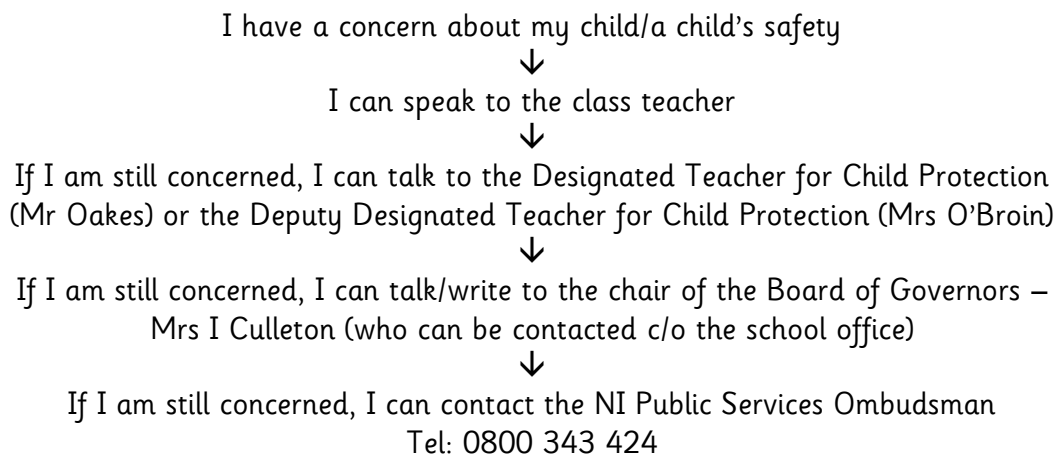 I have a concern about my child/a child's safety
↓
I can speak to the class teacher
↓
If I am still concerned, I can talk to the Designated Teacher for Child Protection
(Mr Oakes) or the Deputy Designated Teacher for Child Protection (Mrs O'Broin)
↓
If I am still concerned, I can talk/write to the chair of the Board of Governors –
Mrs I Culleton (who can be contacted c/o the school office)
↓
If I am still concerned, I can contact the NI Public Services Ombudsman
Tel: 0800 343 424